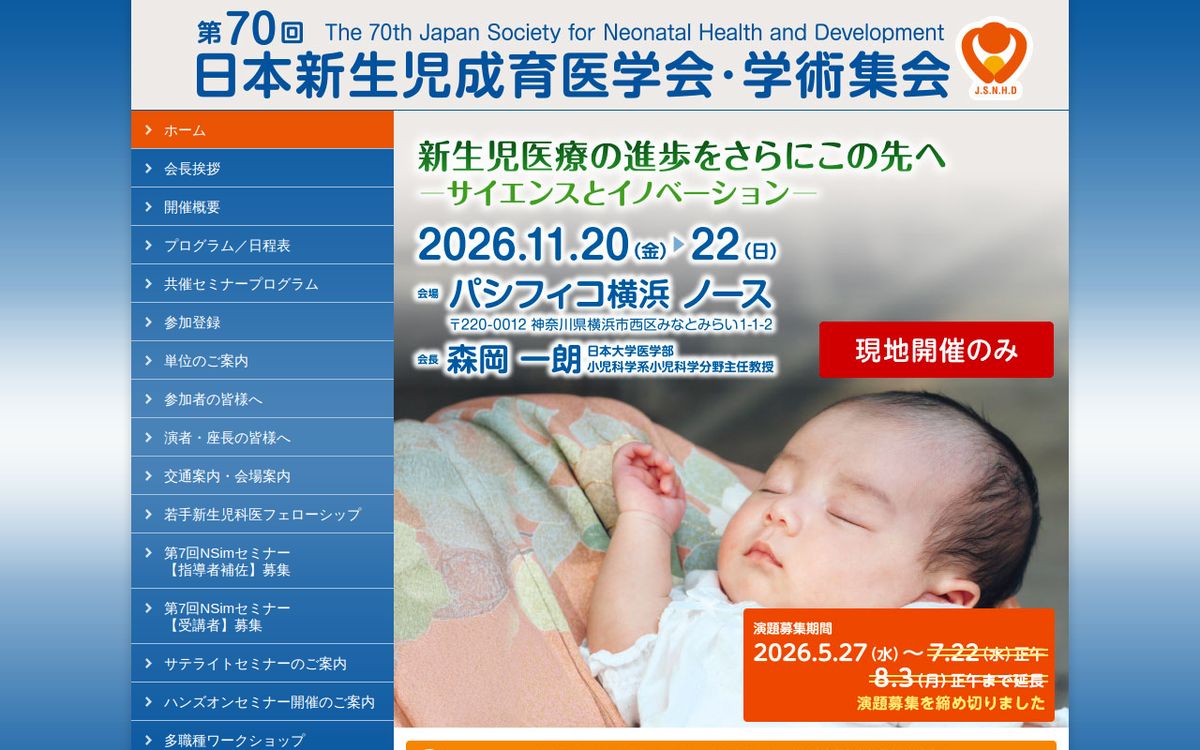 第70回 The 70th Japan Society for Neonatal Health and Development
日本新生児成育医学会・学術集会
J.S.N.H.D
ホーム
会長挨拶
開催概要
プログラム／日程表
共催セミナープログラム
参加登録
単位のご案内
参加者の皆様へ
演者・座長の皆様へ
交通案内・会場案内
若手新生児科医フェローシップ
第7回NSimセミナー
【指導者補佐】募集
第7回NSimセミナー
【受講者】募集
サテライトセミナーのご案内
ハンズオンセミナー開催のご案内
多職種ワークショップ
新生児医療の進歩をさらにこの先へ
―サイエンスとイノベーション―
2026.11.20(金)▶22(日)
会場 パシフィコ横浜 ノース
〒220-0012 神奈川県横浜市西区みなとみらい1-1-2
会長 森岡 一朗 日本大学医学部
小児科学系小児科学分野主任教授
現地開催のみ
演題募集期間
2026.5.27(水)～7.22(水)正午
8.3(月)正午まで延長
演題募集を締め切りました